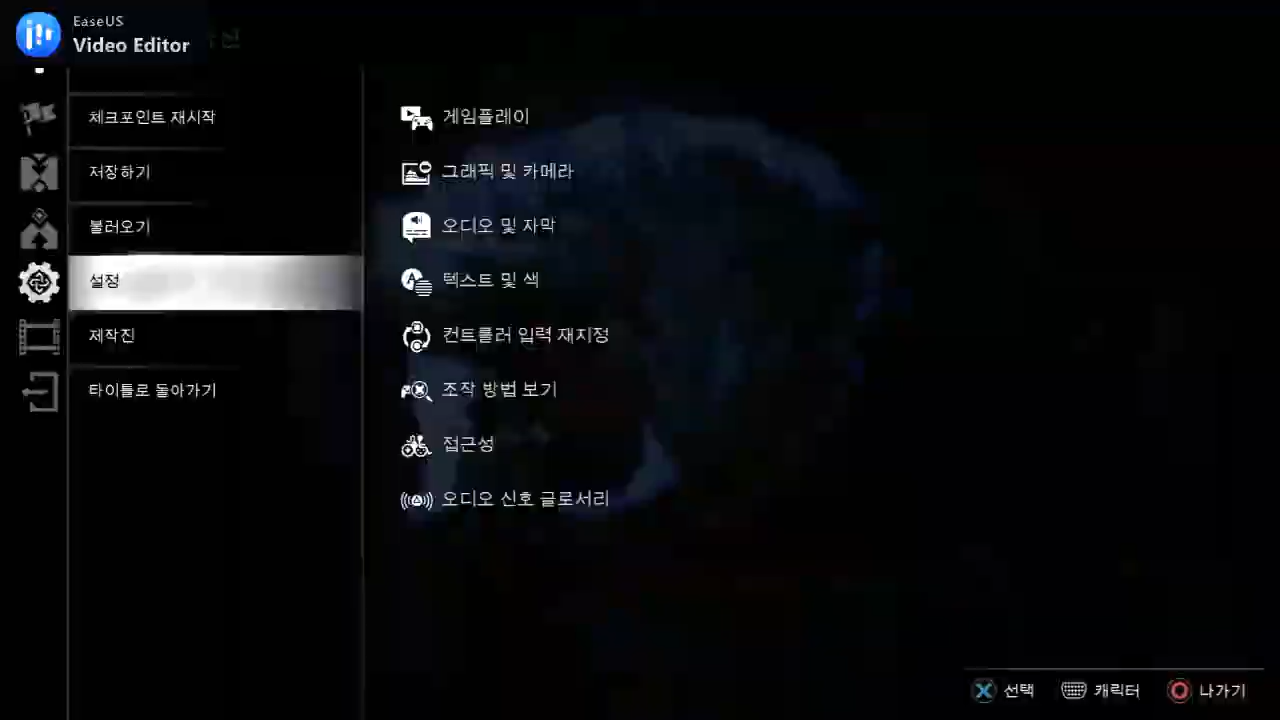 EaseUS
Video Editor
체크포인트 재시작
저장하기
불러오기
설정
제작진
타이틀로 돌아가기
게임플레이
그래픽 및 카메라
오디오 및 자막
텍스트 및 색
컨트롤러 입력 재지정
조작 방법 보기
접근성
오디오 신호 글로서리
선택
캐릭터
나가기